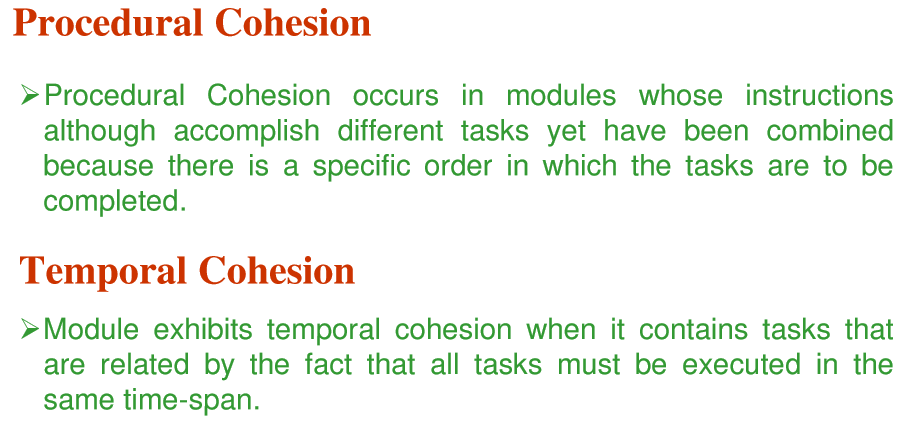 Procedural Cohesion
➢Procedural Cohesion occurs in modules whose instructions
although accomplish different tasks yet have been combined
because there is a specific order in which the tasks are to be
completed.
Temporal Cohesion
➢Module exhibits temporal cohesion when it contains tasks that
are related by the fact that all tasks must be executed in the
same time-span.